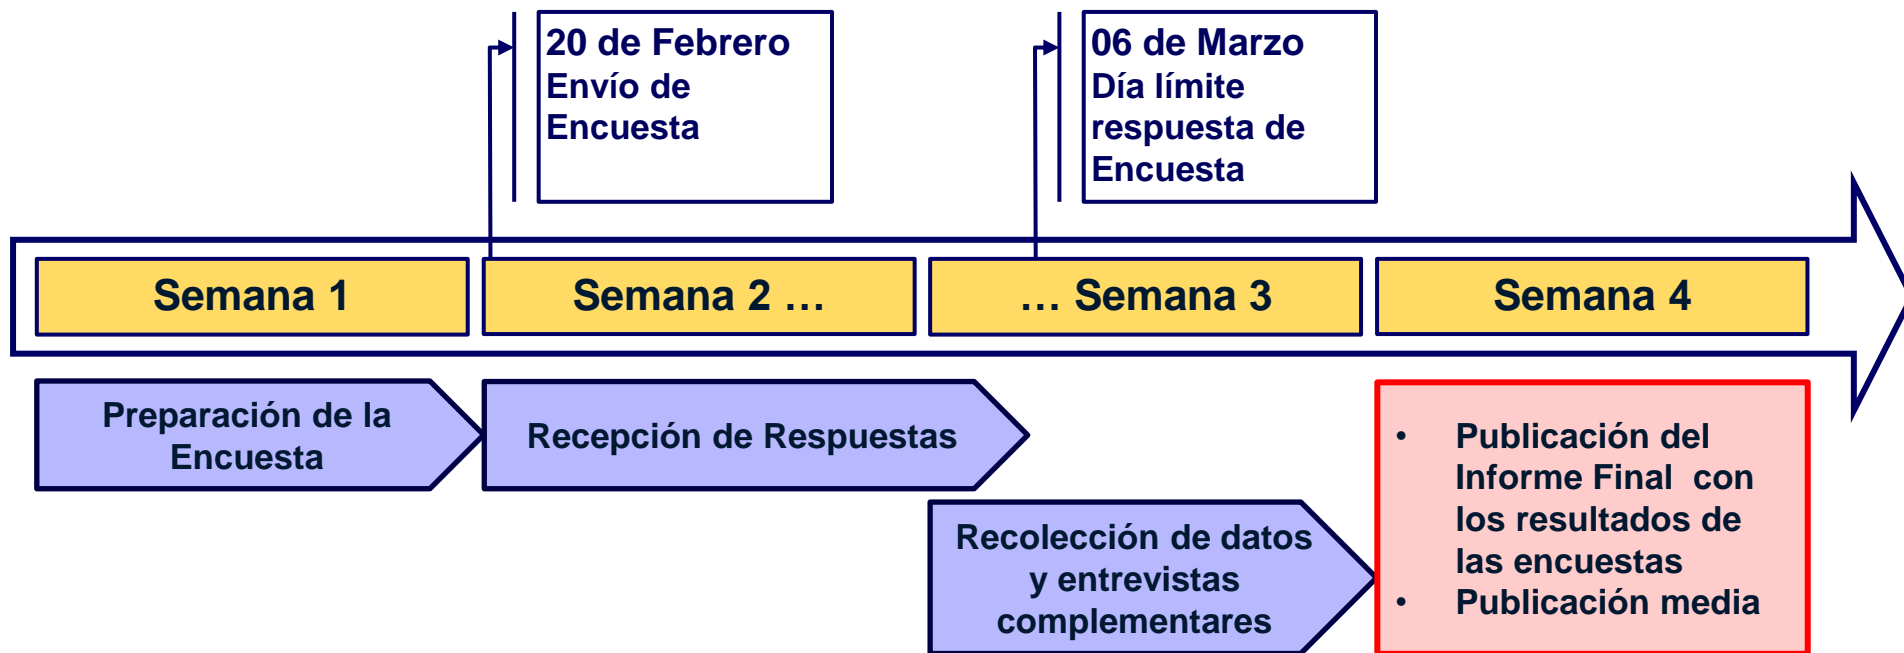 20 de Febrero
Envío de
Encuesta
06 de Marzo
Día límite
respuesta de
Encuesta
Semana 1
Semana 2 …
… Semana 3
Semana 4
Preparación de la
Encuesta
Recepción de Respuestas
Recolección de datos
y entrevistas
complementares
• Publicación del
Informe Final con
los resultados de
las encuestas
• Publicación media